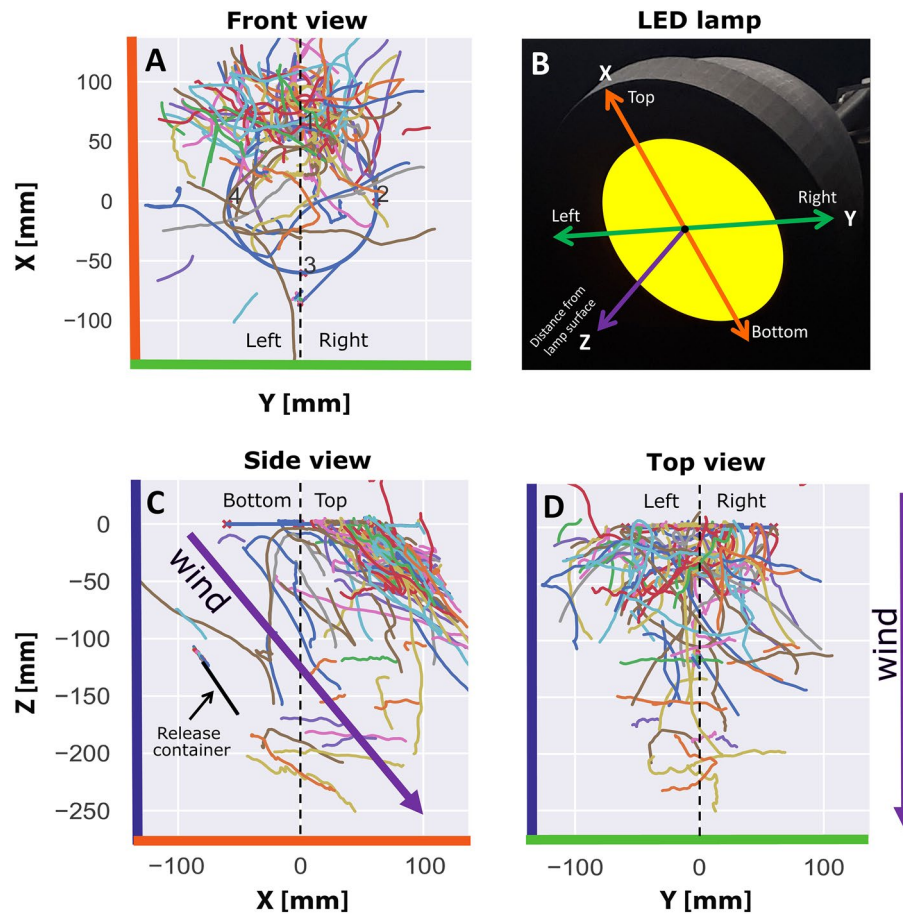 Front view
LED lamp
A
100
50
0
−50
−100
X [mm]
1
2
3
4
Left
Right
Y [mm]
B
X
Top
Left
Right
Y
Distance from
lamp surface
Z
Bottom
Side view
Top view
C
Bottom
Top
0
−50
−100
−150
−200
−250
Z [mm]
wind
Release
container
−100
0
100
X [mm]
D
Left
Right
wind
−100
0
100
Y [mm]